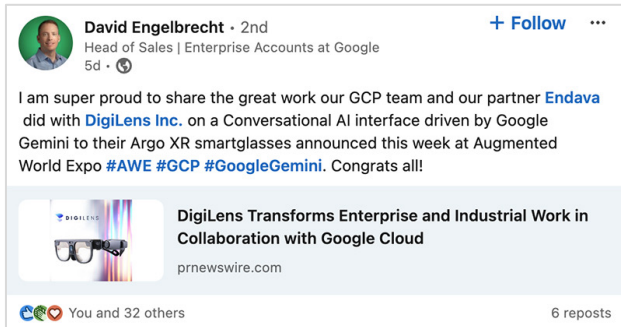 David Engelbrecht • 2nd
+ Follow
Head of Sales | Enterprise Accounts at Google
5d •
I am super proud to share the great work our GCP team and our partner Endava
did with DigiLens Inc. on a Conversational AI interface driven by Google
Gemini to their Argo XR smartglasses announced this week at Augmented
World Expo #AWE #GCP #GoogleGemini. Congrats all!
DIGILENS
DigiLens Transforms Enterprise and Industrial Work in
Collaboration with Google Cloud
prnewswire.com
You and 32 others
6 reposts